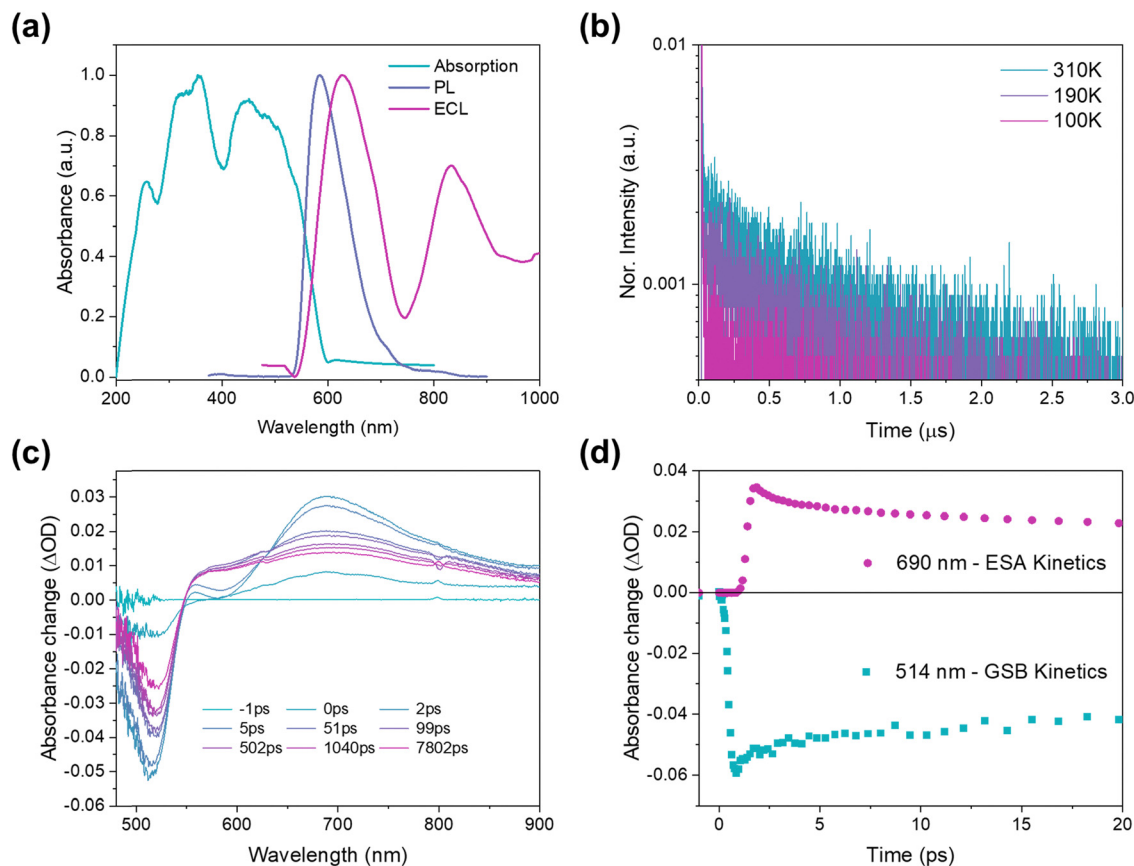 (a)
Absorption
PL
ECL
1.0
0.8
0.6
0.4
0.2
0.0
Absorbance (a.u.)
200 400 600 800 1000
Wavelength (nm)
(b)
310K
190K
100K
0.01
0.001
Nor. Intensity (a.u.)
0.0 0.5 1.0 1.5 2.0 2.5 3.0
Time (μs)
(c)
0.03
0.02
0.01
0.00
-0.01
-0.02
-0.03
-0.04
-0.05
-0.06
Absorbance change (ΔOD)
-1ps 0ps 2ps
5ps 51ps 99ps
502ps 1040ps 7802ps
500 600 700 800 900
Wavelength (nm)
(d)
0.04
0.02
0.00
-0.02
-0.04
-0.06
Absorbance change (ΔOD)
690 nm - ESA Kinetics
514 nm - GSB Kinetics
0 5 10 15 20
Time (ps)